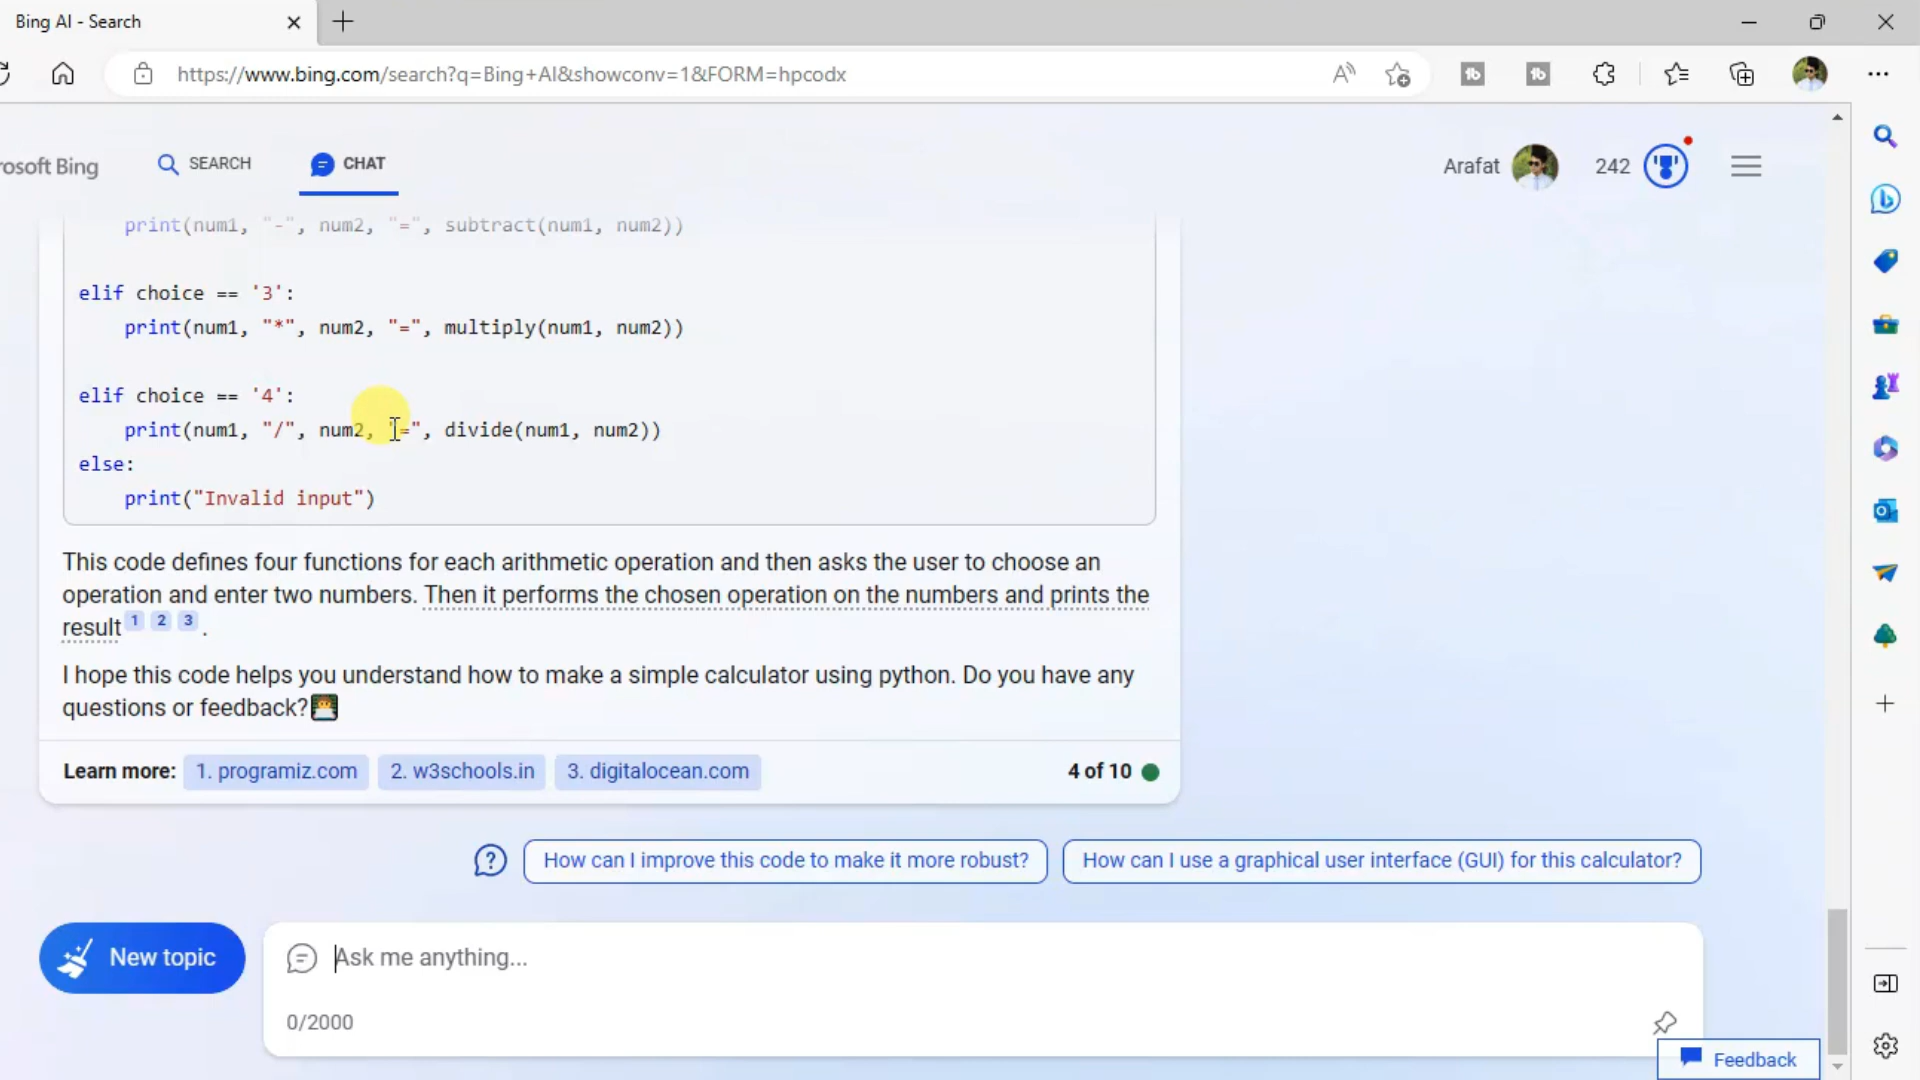 Bing AI - Search
https://www.bing.com/search?q=Bing+AI&showconv=1&FORM=hpcodx
rosoft Bing
SEARCH
CHAT
Arafat
242
print(num1, "-", num2, "=", subtract(num1, num2))
elif choice == '3':
print(num1, "*", num2, "=", multiply(num1, num2))
elif choice == '4':
print(num1, "/", num2, "=", divide(num1, num2))
else:
print("Invalid input")
This code defines four functions for each arithmetic operation and then asks the user to choose an
operation and enter two numbers. Then it performs the chosen operation on the numbers and prints the
result 1 2 3 .
I hope this code helps you understand how to make a simple calculator using python. Do you have any
questions or feedback?
Learn more: 1. programiz.com 2. w3schools.in 3. digitalocean.com 4 of 10
How can I improve this code to make it more robust?
How can I use a graphical user interface (GUI) for this calculator?
New topic
Ask me anything...
0/2000
Feedback